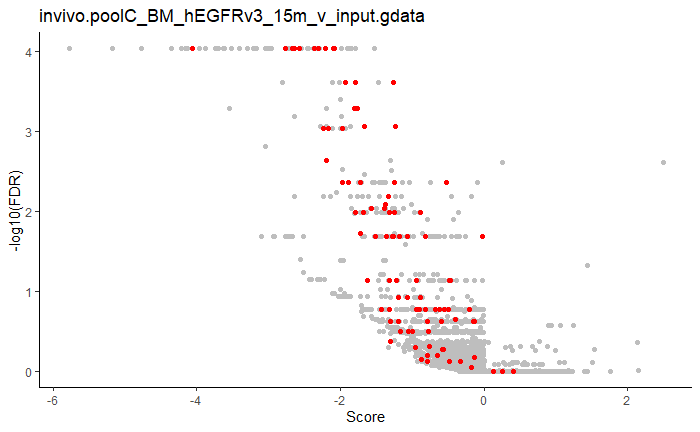 invivo.poolC_BM_hEGFRv3_15m_v_input.gdata
-log10(FDR)
4
3
2
1
0
-6 -4 -2 0 2
Score